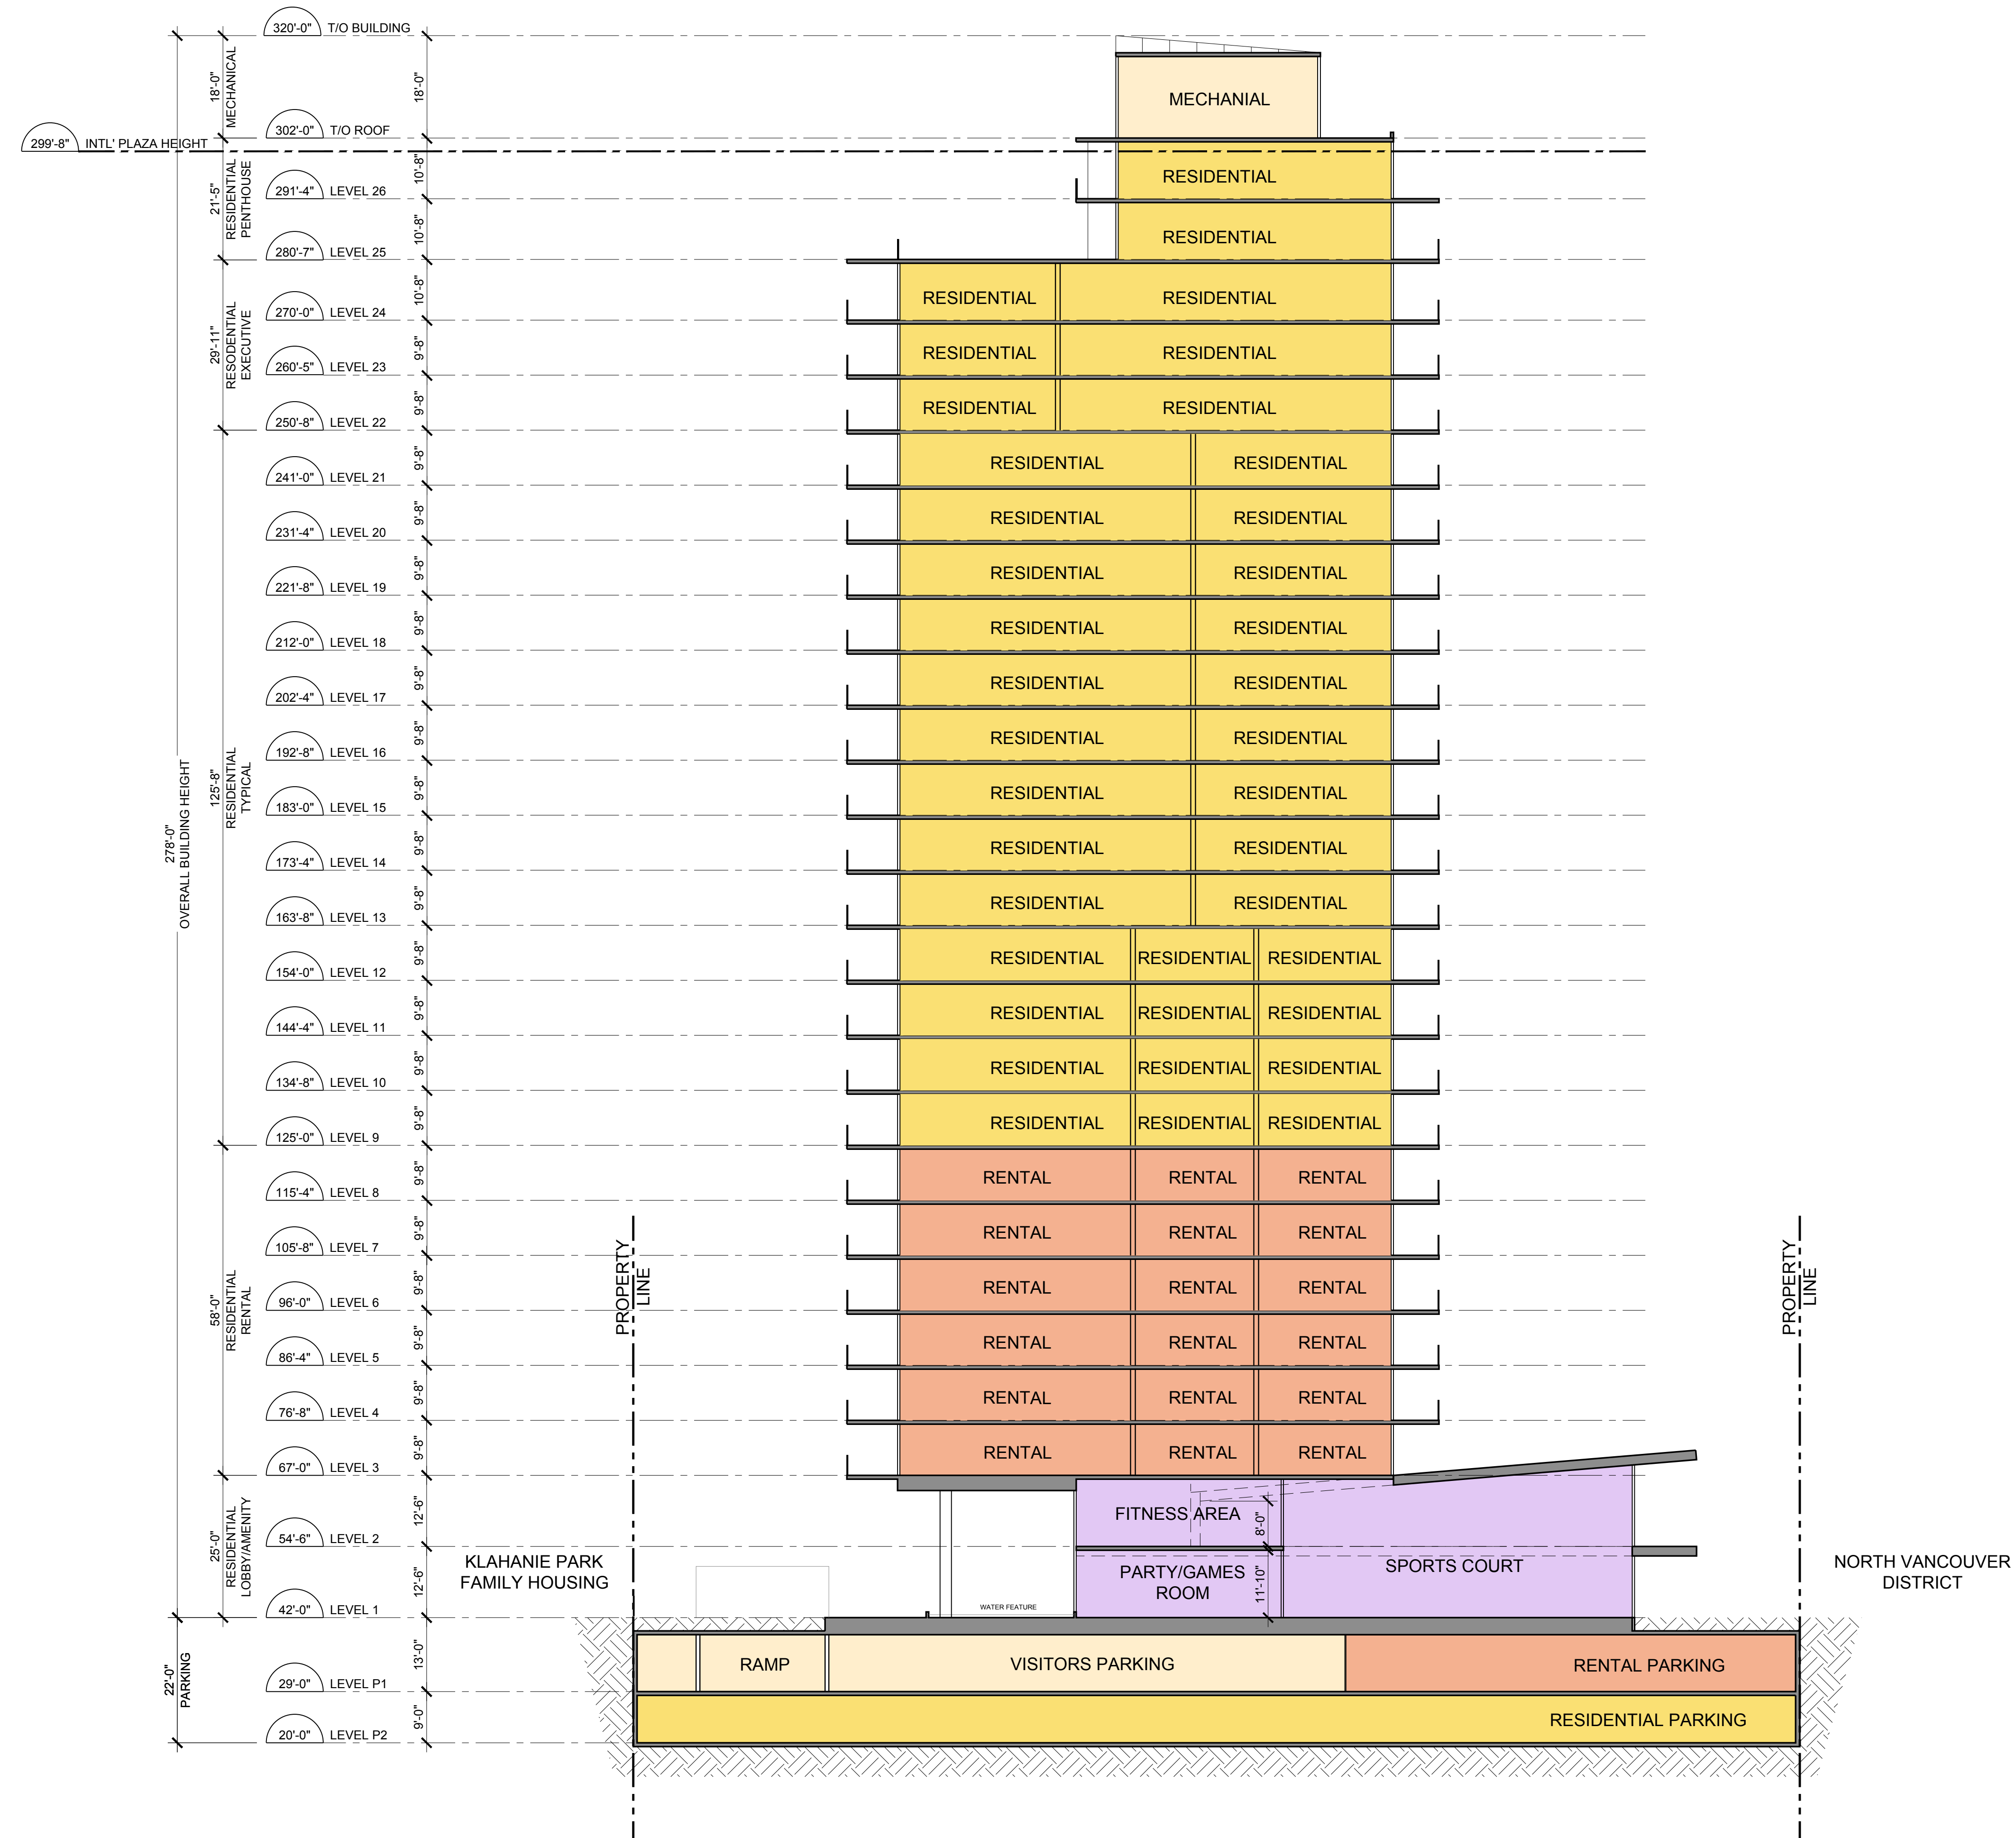 320'-0" T/O BUILDING
18'-0"
MECHANICAL
18'-0"
MECHANIAL
302'-0" T/O ROOF
299'-8" INTL' PLAZA HEIGHT
21'-5"
RESIDENTIAL
PENTHOUSE
10'-8"
RESIDENTIAL
291'-4" LEVEL 26
10'-8"
RESIDENTIAL
280'-7" LEVEL 25
29'-11"
RESODENTIAL
EXECUTIVE
10'-8"
RESIDENTIAL RESIDENTIAL
270'-0" LEVEL 24
9'-8"
RESIDENTIAL RESIDENTIAL
260'-5" LEVEL 23
9'-8"
RESIDENTIAL RESIDENTIAL
250'-8" LEVEL 22
9'-8"
RESIDENTIAL RESIDENTIAL
241'-0" LEVEL 21
9'-8"
RESIDENTIAL RESIDENTIAL
231'-4" LEVEL 20
9'-8"
RESIDENTIAL RESIDENTIAL
221'-8" LEVEL 19
9'-8"
RESIDENTIAL RESIDENTIAL
212'-0" LEVEL 18
9'-8"
RESIDENTIAL RESIDENTIAL
202'-4" LEVEL 17
9'-8"
RESIDENTIAL RESIDENTIAL
192'-8" LEVEL 16
278'-0"
OVERALL BUILDING HEIGHT
125'-8"
RESIDENTIAL
TYPICAL
9'-8"
RESIDENTIAL RESIDENTIAL
183'-0" LEVEL 15
9'-8"
RESIDENTIAL RESIDENTIAL
173'-4" LEVEL 14
9'-8"
RESIDENTIAL RESIDENTIAL
163'-8" LEVEL 13
9'-8"
RESIDENTIAL RESIDENTIAL RESIDENTIAL
154'-0" LEVEL 12
9'-8"
RESIDENTIAL RESIDENTIAL RESIDENTIAL
144'-4" LEVEL 11
9'-8"
RESIDENTIAL RESIDENTIAL RESIDENTIAL
134'-8" LEVEL 10
9'-8"
RESIDENTIAL RESIDENTIAL RESIDENTIAL
125'-0" LEVEL 9
9'-8"
RENTAL RENTAL RENTAL
115'-4" LEVEL 8
9'-8"
RENTAL RENTAL RENTAL
105'-8" LEVEL 7
58'-0"
RESIDENTIAL
RENTAL
PROPERTY
LINE
PROPERTY
LINE
9'-8"
RENTAL RENTAL RENTAL
96'-0" LEVEL 6
9'-8"
RENTAL RENTAL RENTAL
86'-4" LEVEL 5
9'-8"
RENTAL RENTAL RENTAL
76'-8" LEVEL 4
9'-8"
RENTAL RENTAL RENTAL
67'-0" LEVEL 3
25'-0"
RESIDENTIAL
LOBBY/AMENITY
12'-6"
FITNESS AREA
8'-0"
54'-6" LEVEL 2
12'-6"
KLAHANIE PARK
FAMILY HOUSING
PARTY/GAMES
ROOM
11'-10"
SPORTS COURT
NORTH VANCOUVER
DISTRICT
WATER FEATURE
42'-0" LEVEL 1
22'-0"
PARKING
13'-0"
RAMP VISITORS PARKING RENTAL PARKING
29'-0" LEVEL P1
9'-0"
RESIDENTIAL PARKING
20'-0" LEVEL P2